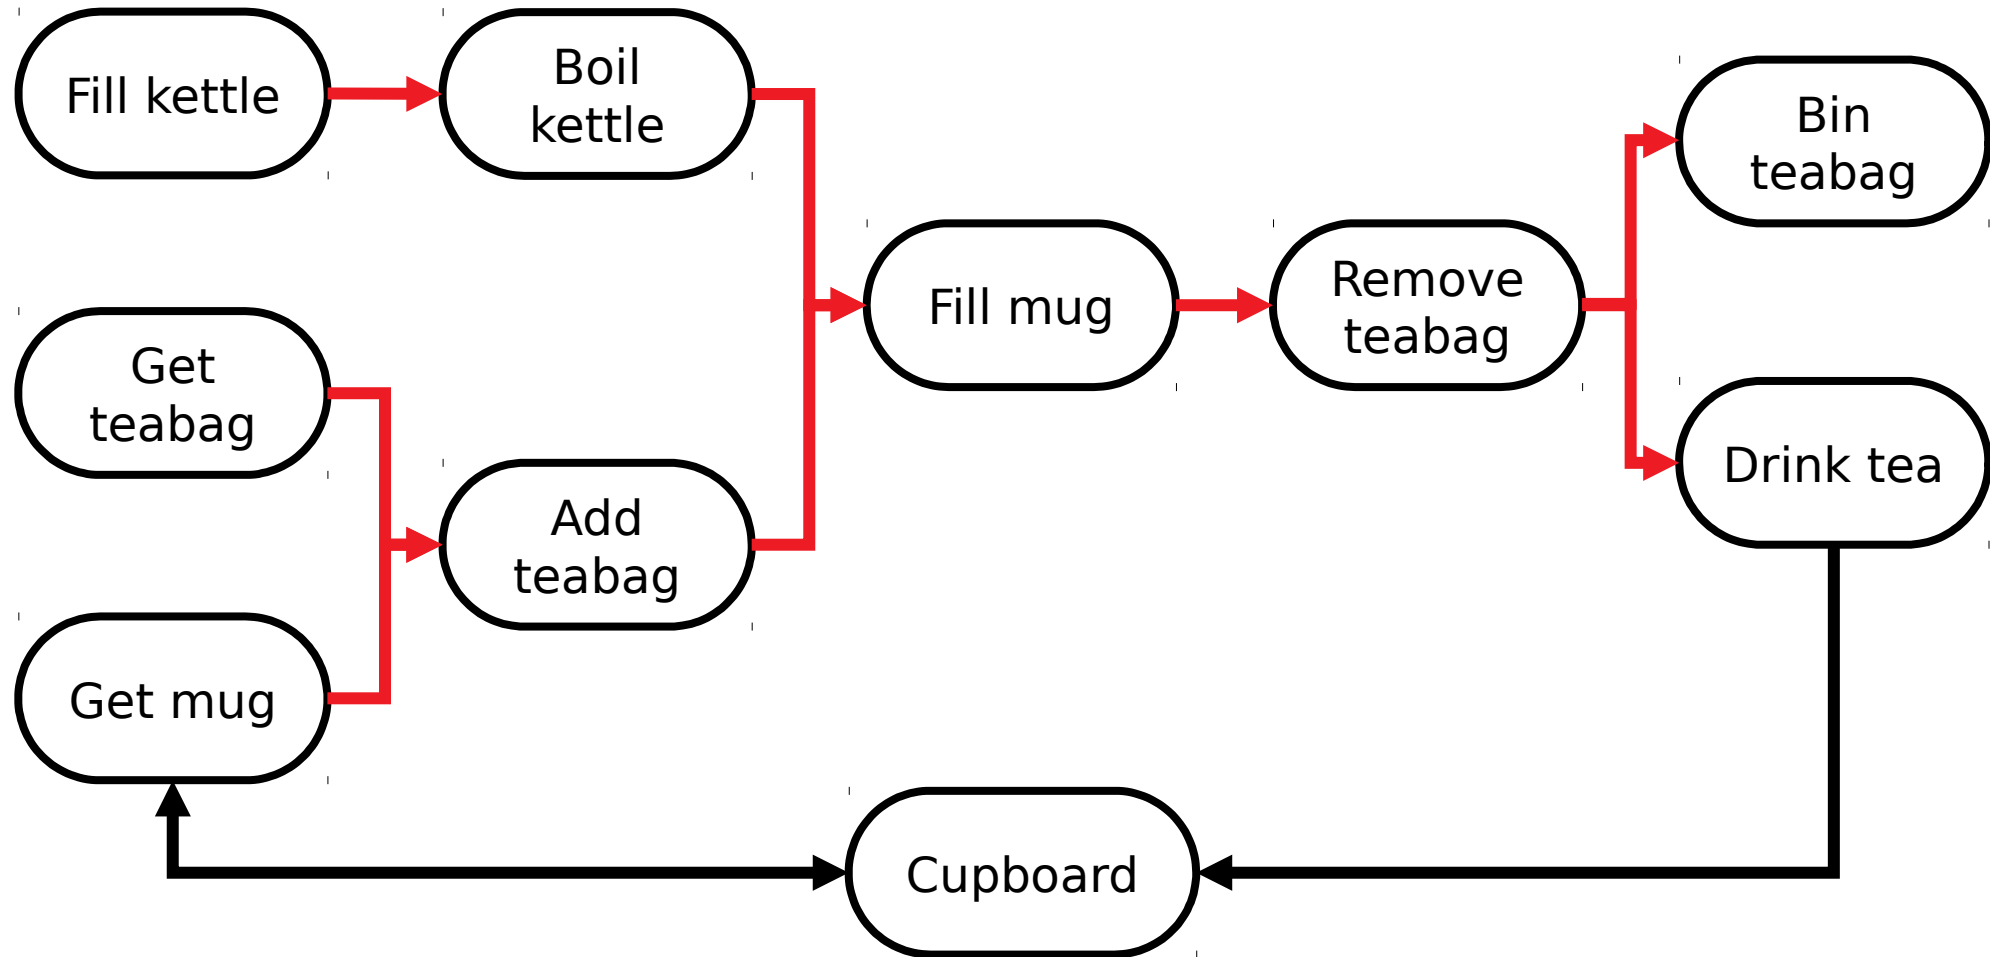 Fill kettle
Boil
kettle
Bin
teabag
Get
teabag
Fill mug
Remove
teabag
Add
teabag
Drink tea
Get mug
Cupboard